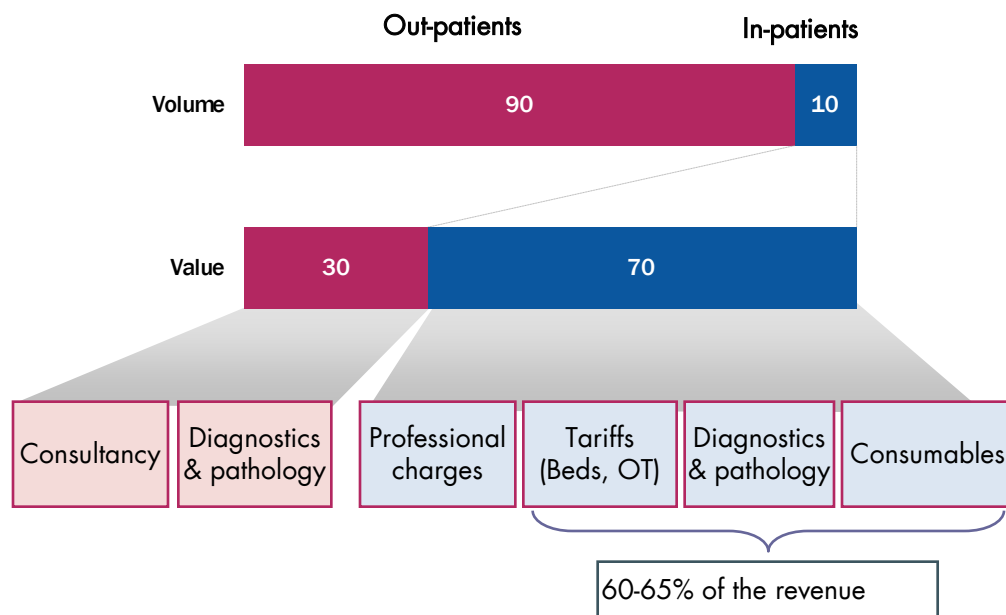 Out-patients In-patients
Volume 90 10
Value 30 70
Consultancy
Diagnostics
& pathology
Professional
charges
Tariffs
(Beds, OT)
Diagnostics
& pathology
Consumables
60-65% of the revenue